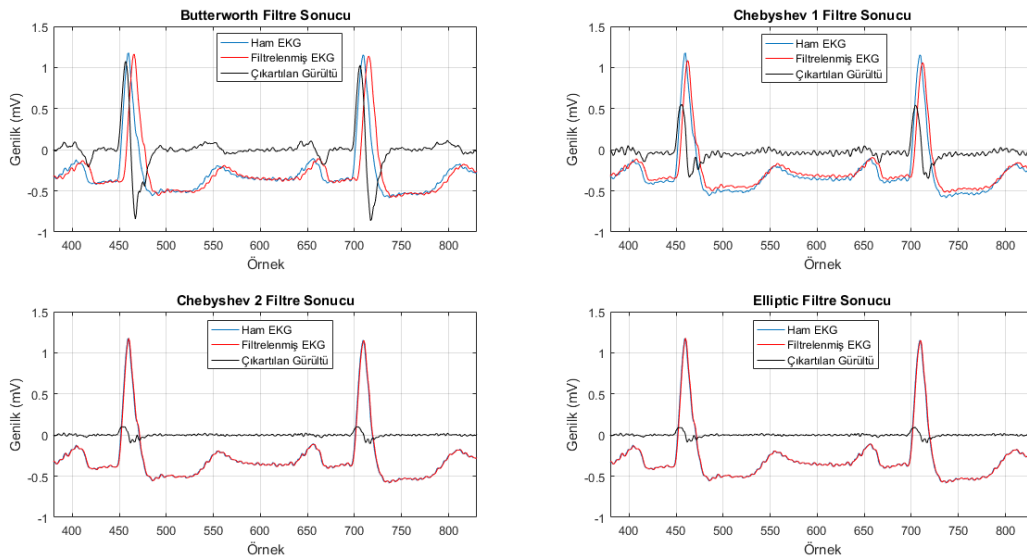 Butterworth Filtre Sonucu
1.5
1
0.5
0
-0.5
-1
Genilk (mV)
Ham EKG
Filtrelenmiş EKG
Çıkartılan Gürültü
400 450 500 550 600 650 700 750 800
Örnek
Chebyshev 1 Filtre Sonucu
1.5
1
0.5
0
-0.5
-1
Genilk (mV)
Ham EKG
Filtrelenmiş EKG
Çıkartılan Gürültü
400 450 500 550 600 650 700 750 800
Örnek
Chebyshev 2 Filtre Sonucu
1.5
1
0.5
0
-0.5
-1
Genilk (mV)
Ham EKG
Filtrelenmiş EKG
Çıkartılan Gürültü
400 450 500 550 600 650 700 750 800
Örnek
Elliptic Filtre Sonucu
1.5
1
0.5
0
-0.5
-1
Genilk (mV)
Ham EKG
Filtrelenmiş EKG
Çıkartılan Gürültü
400 450 500 550 600 650 700 750 800
Örnek